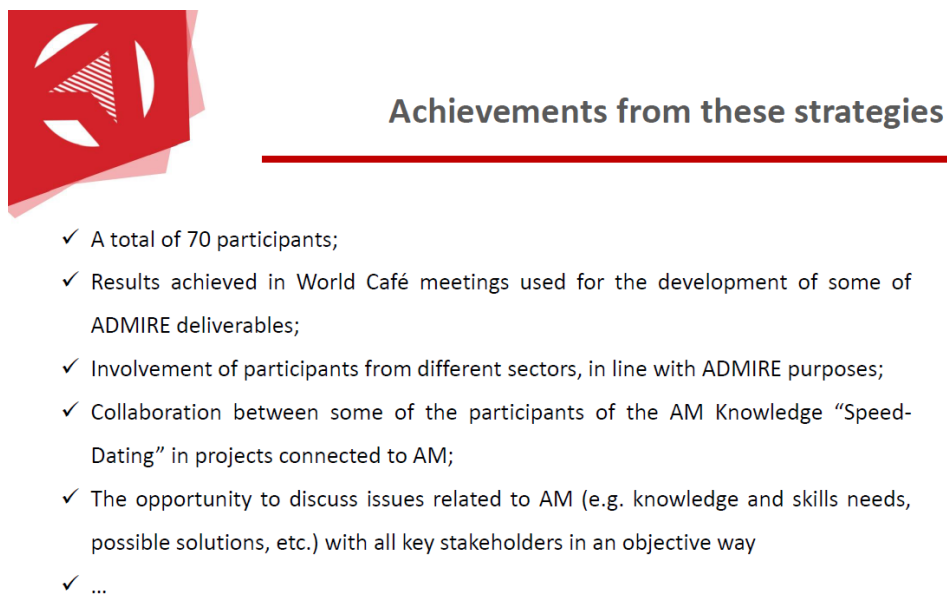 Achievements from these strategies
✓ A total of 70 participants;
✓ Results achieved in World Café meetings used for the development of some of
ADMIRE deliverables;
✓ Involvement of participants from different sectors, in line with ADMIRE purposes;
✓ Collaboration between some of the participants of the AM Knowledge “Speed-
Dating” in projects connected to AM;
✓ The opportunity to discuss issues related to AM (e.g. knowledge and skills needs,
possible solutions, etc.) with all key stakeholders in an objective way
✓ …